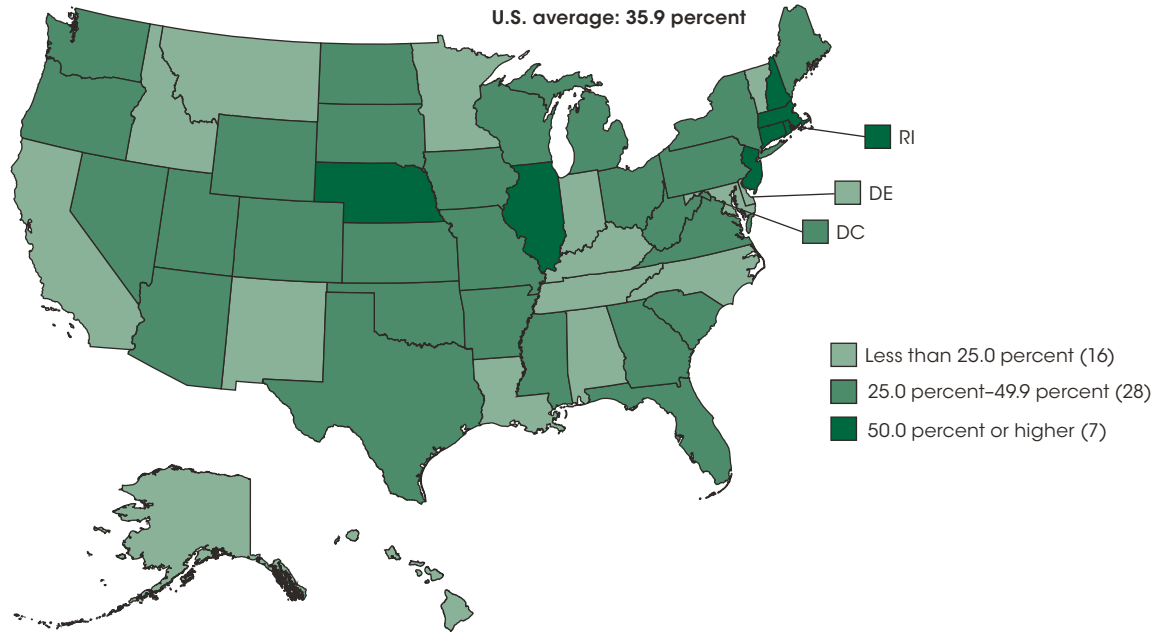 U.S. average: 35.9 percent
RI
DE
DC
Less than 25.0 percent (16)
25.0 percent–49.9 percent (28)
50.0 percent or higher (7)